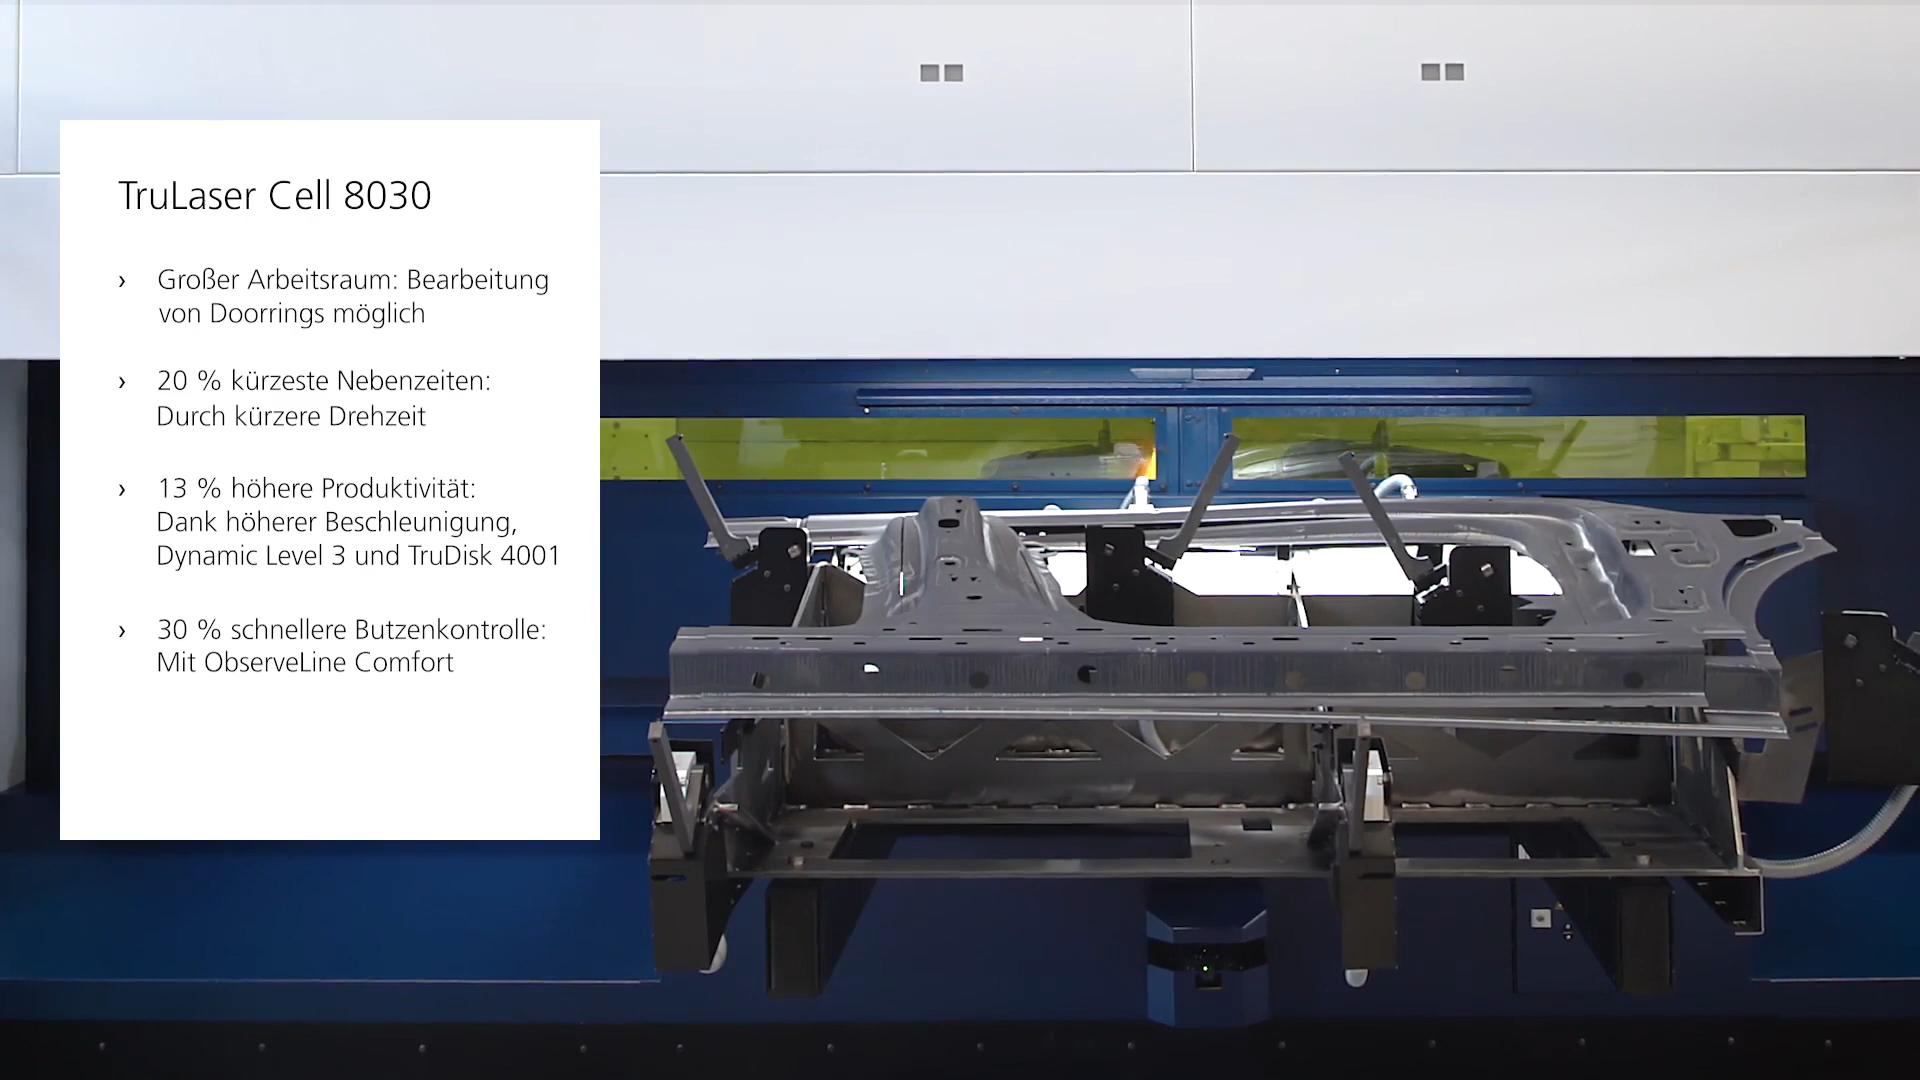 TruLaser Cell 8030
› Großer Arbeitsraum: Bearbeitung
von Doorrings möglich
› 20 % kürzeste Nebenzeiten:
Durch kürzere Drehzeit
› 13 % höhere Produktivität:
Dank höherer Beschleunigung,
Dynamic Level 3 und TruDisk 4001
› 30 % schnellere Butzenkontrolle:
Mit ObserveLine Comfort